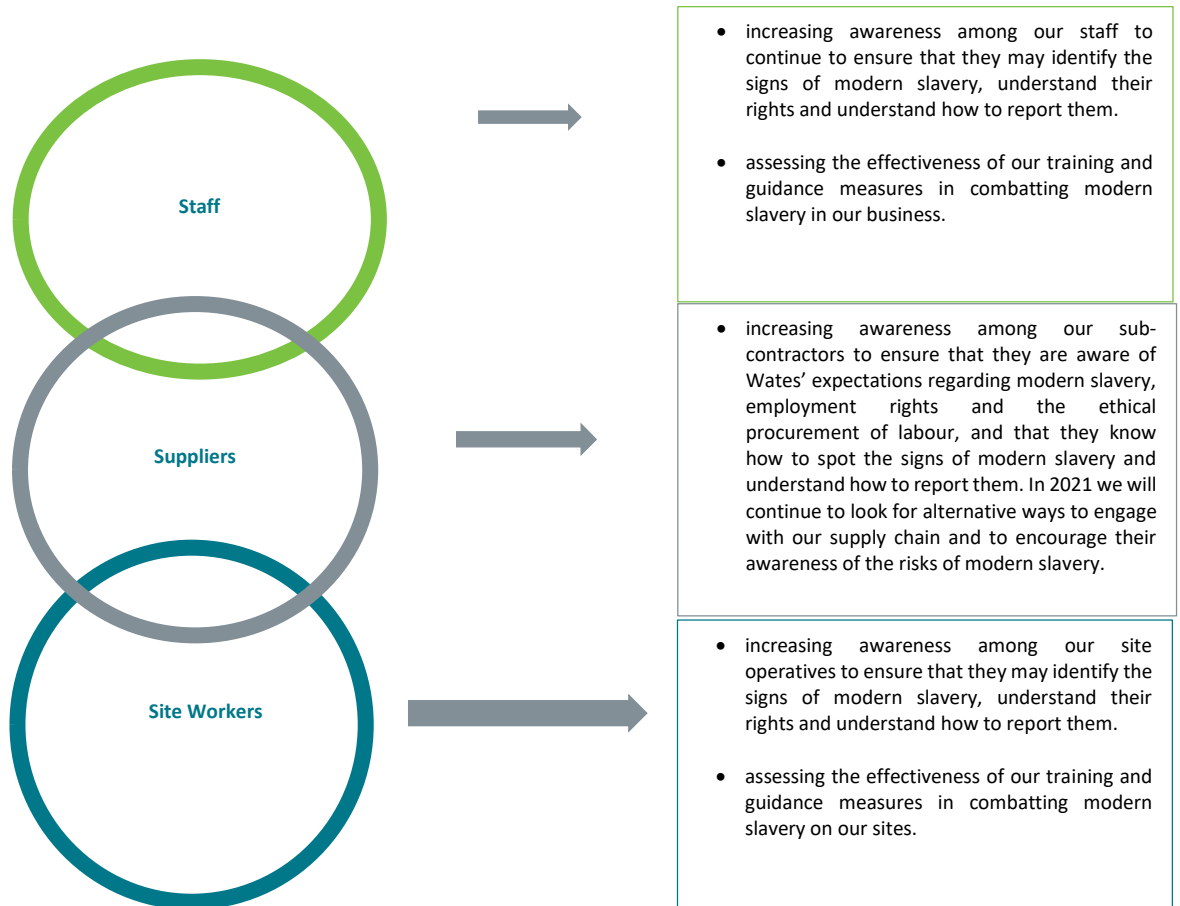 Staff
• increasing awareness among our staff to
continue to ensure that they may identify the
signs of modern slavery, understand their
rights and understand how to report them.
• assessing the effectiveness of our training and
guidance measures in combatting modern
slavery in our business.
Suppliers
• increasing awareness among our sub-
contractors to ensure that they are aware of
Wates’ expectations regarding modern slavery,
employment rights and the ethical
procurement of labour, and that they know
how to spot the signs of modern slavery and
understand how to report them. In 2021 we will
continue to look for alternative ways to engage
with our supply chain and to encourage their
awareness of the risks of modern slavery.
Site Workers
• increasing awareness among our site
operatives to ensure that they may identify the
signs of modern slavery, understand their
rights and understand how to report them.
• assessing the effectiveness of our training and
guidance measures in combatting modern
slavery on our sites.